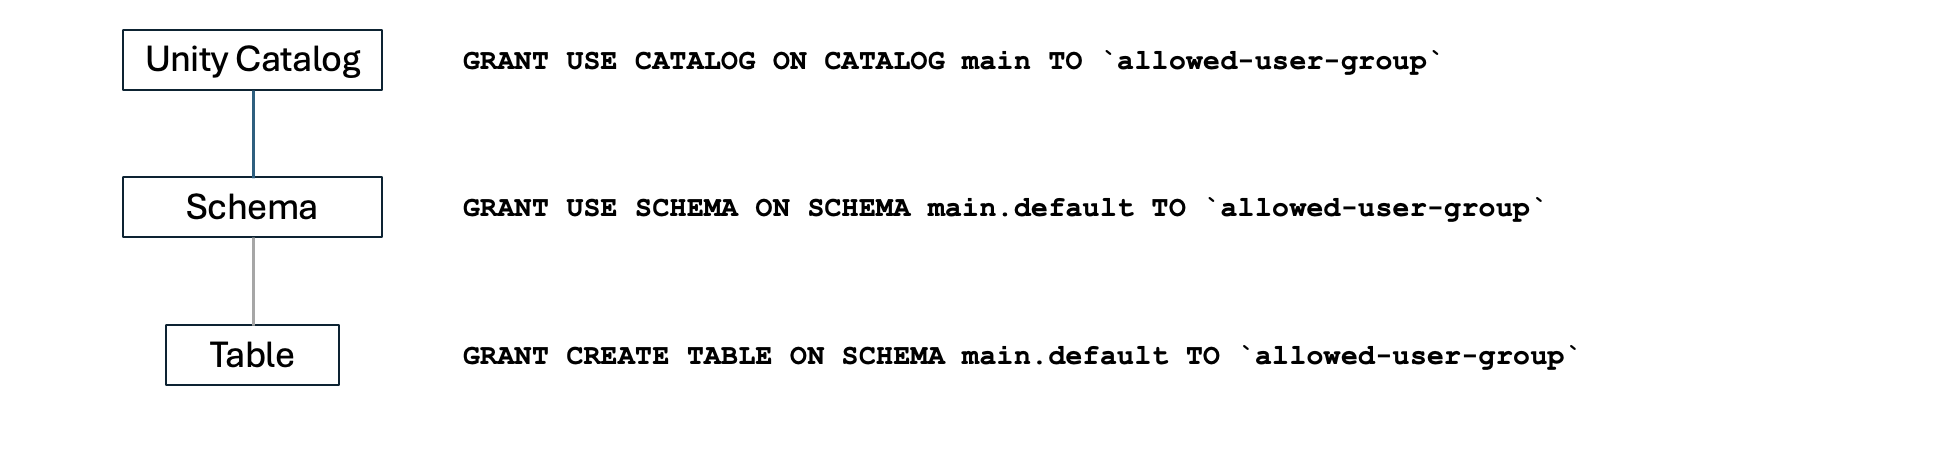 Unity Catalog GRANT USE CATALOG ON CATALOG main TO `allowed-user-group`
Schema GRANT USE SCHEMA ON SCHEMA main.default TO `allowed-user-group`
Table GRANT CREATE TABLE ON SCHEMA main.default TO `allowed-user-group`